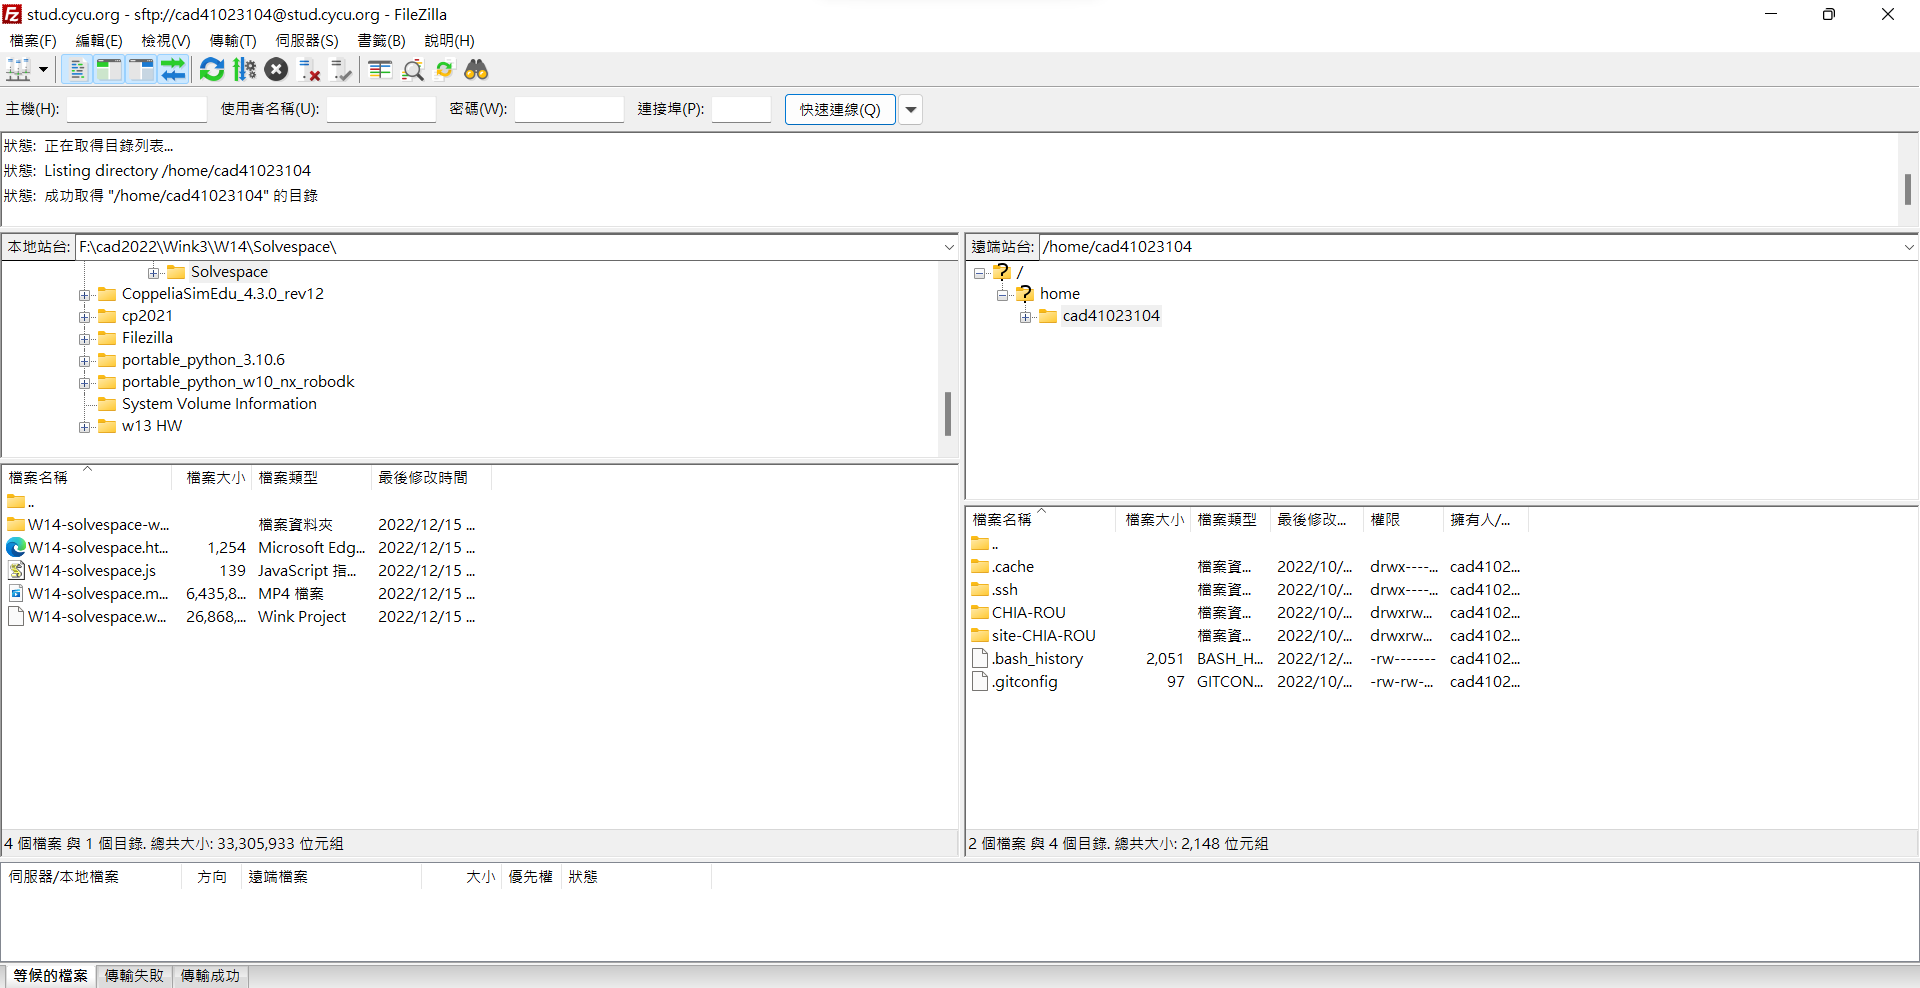 stud.cycu.org - sftp://cad41023104@stud.cycu.org - FileZilla
檔案(F) 編輯(E) 檢視(V) 傳輸(T) 伺服器(S) 書籤(B) 說明(H)
主機(H): 使用者名稱(U): 密碼(W): 連接埠(P): 快速連線(Q)
狀態: 正在取得目錄列表...
狀態: Listing directory /home/cad41023104
狀態: 成功取得 "/home/cad41023104" 的目錄
本地站台: F:\cad2022\Wink3\W14\Solvespace\
Solvespace
CoppeliaSimEdu_4.3.0_rev12
cp2021
Filezilla
portable_python_3.10.6
portable_python_w10_nx_robodk
System Volume Information
w13 HW
檔案名稱 檔案大小 檔案類型 最後修改時間
..
W14-solvespace-w... 檔案資料夾 2022/12/15 ...
W14-solvespace.ht... 1,254 Microsoft Edg... 2022/12/15 ...
W14-solvespace.js 139 JavaScript 指... 2022/12/15 ...
W14-solvespace.m... 6,435,8... MP4 檔案 2022/12/15 ...
W14-solvespace.w... 26,868,... Wink Project 2022/12/15 ...
4 個檔案 與 1 個目錄. 總共大小: 33,305,933 位元組
遠端站台: /home/cad41023104
/
home
cad41023104
檔案名稱 檔案大小 檔案類型 最後修改... 權限 擁有人/...
..
.cache 檔案資... 2022/10/... drwx----... cad4102...
.ssh 檔案資... 2022/10/... drwx----... cad4102...
CHIA-ROU 檔案資... 2022/10/... drwxrw... cad4102...
site-CHIA-ROU 檔案資... 2022/10/... drwxrw... cad4102...
.bash_history 2,051 BASH_H... 2022/12/... -rw------- cad4102...
.gitconfig 97 GITCON... 2022/10/... -rw-rw-... cad4102...
2 個檔案 與 4 個目錄. 總共大小: 2,148 位元組
伺服器/本地檔案 方向 遠端檔案 大小 優先權 狀態
等候的檔案 傳輸失敗 傳輸成功